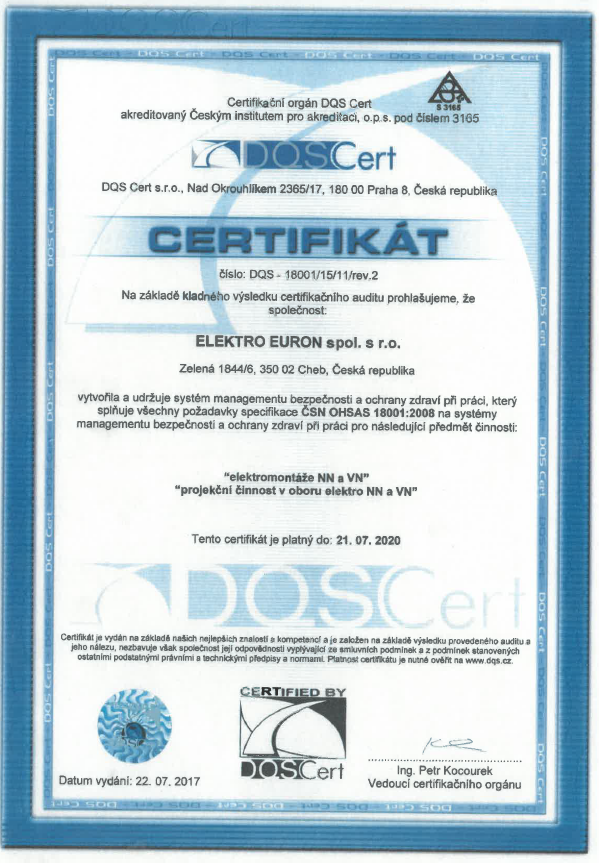 Certifikační orgán DQS Cert
akreditovaný Českým institutem pro akreditaci, o.p.s. pod číslem 3165
S 3165
DQS Cert
DQS Cert s.r.o., Nad Okrouhlíkem 2365/17, 180 00 Praha 8, Česká republika
CERTIFIKÁT
číslo: DQS - 18001/15/11/rev.2
Na základě kladného výsledku certifikačního auditu prohlašujeme, že
společnost:
ELEKTRO EURON spol. s r.o.
Zelená 1844/6, 350 02 Cheb, Česká republika
vytvořila a udržuje systém managementu bezpečnosti a ochrany zdraví při práci, který
splňuje všechny požadavky specifikace ČSN OHSAS 18001:2008 na systémy
managementu bezpečnosti a ochrany zdraví při práci pro následující předmět činnosti:
"elektromontáže NN a VN"
"projekční činnost v oboru elektro NN a VN"
Tento certifikát je platný do: 21. 07. 2020
DQS Cert
Certifikát je vydán na základě našich nejlepších znalostí a kompetencí a je založen na základě výsledku provedeného auditu a
jeho nálezu, nezbavuje však společnost její odpovědnosti vyplývající ze smluvních podmínek a z podmínek stanovených
ostatními podstatnými právními a technickými předpisy a normami. Platnost certifikátu je nutné ověřit na www.dqs.cz.
CERTIFIED BY
DQS Cert
Datum vydání: 22. 07. 2017
Ing. Petr Kocourek
Vedoucí certifikačního orgánu